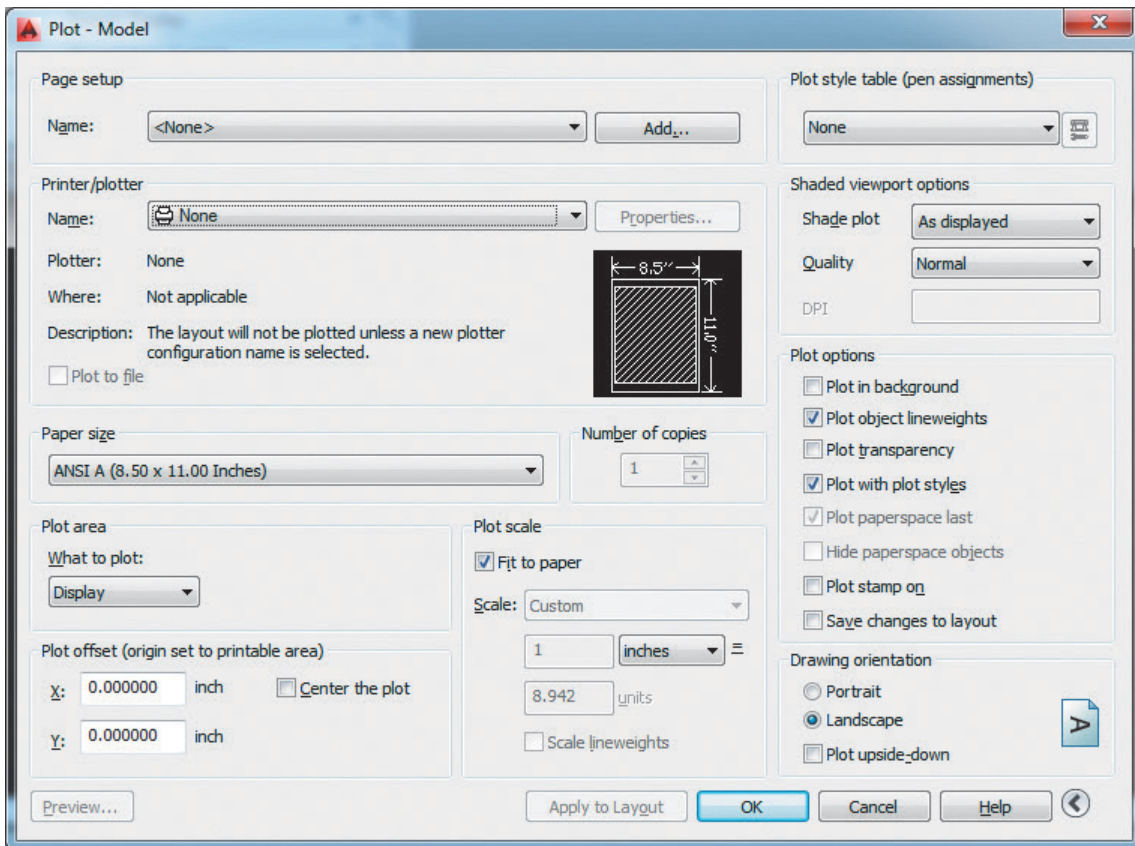 Plot - Model
Page setup
Name:
<None>
Add...
Plot style table (pen assignments)
None
Printer/plotter
Name:
None
Properties...
Plotter:
None
Where:
Not applicable
Description:
The layout will not be plotted unless a new plotter
configuration name is selected.
Plot to file
8.5″
11.0″
Shaded viewport options
Shade plot
As displayed
Quality
Normal
DPI
Paper size
ANSI A (8.50 x 11.00 Inches)
Number of copies
1
Plot area
What to plot:
Display
Plot offset (origin set to printable area)
X:
0.000000
inch
Center the plot
Y:
0.000000
inch
Plot scale
Fit to paper
Scale:
Custom
1
inches
=
8.942
units
Scale lineweights
Plot options
Plot in background
Plot object lineweights
Plot transparency
Plot with plot styles
Plot paperspace last
Hide paperspace objects
Plot stamp on
Save changes to layout
Drawing orientation
Portrait
Landscape
A
Plot upside-down
Preview...
Apply to Layout
OK
Cancel
Help